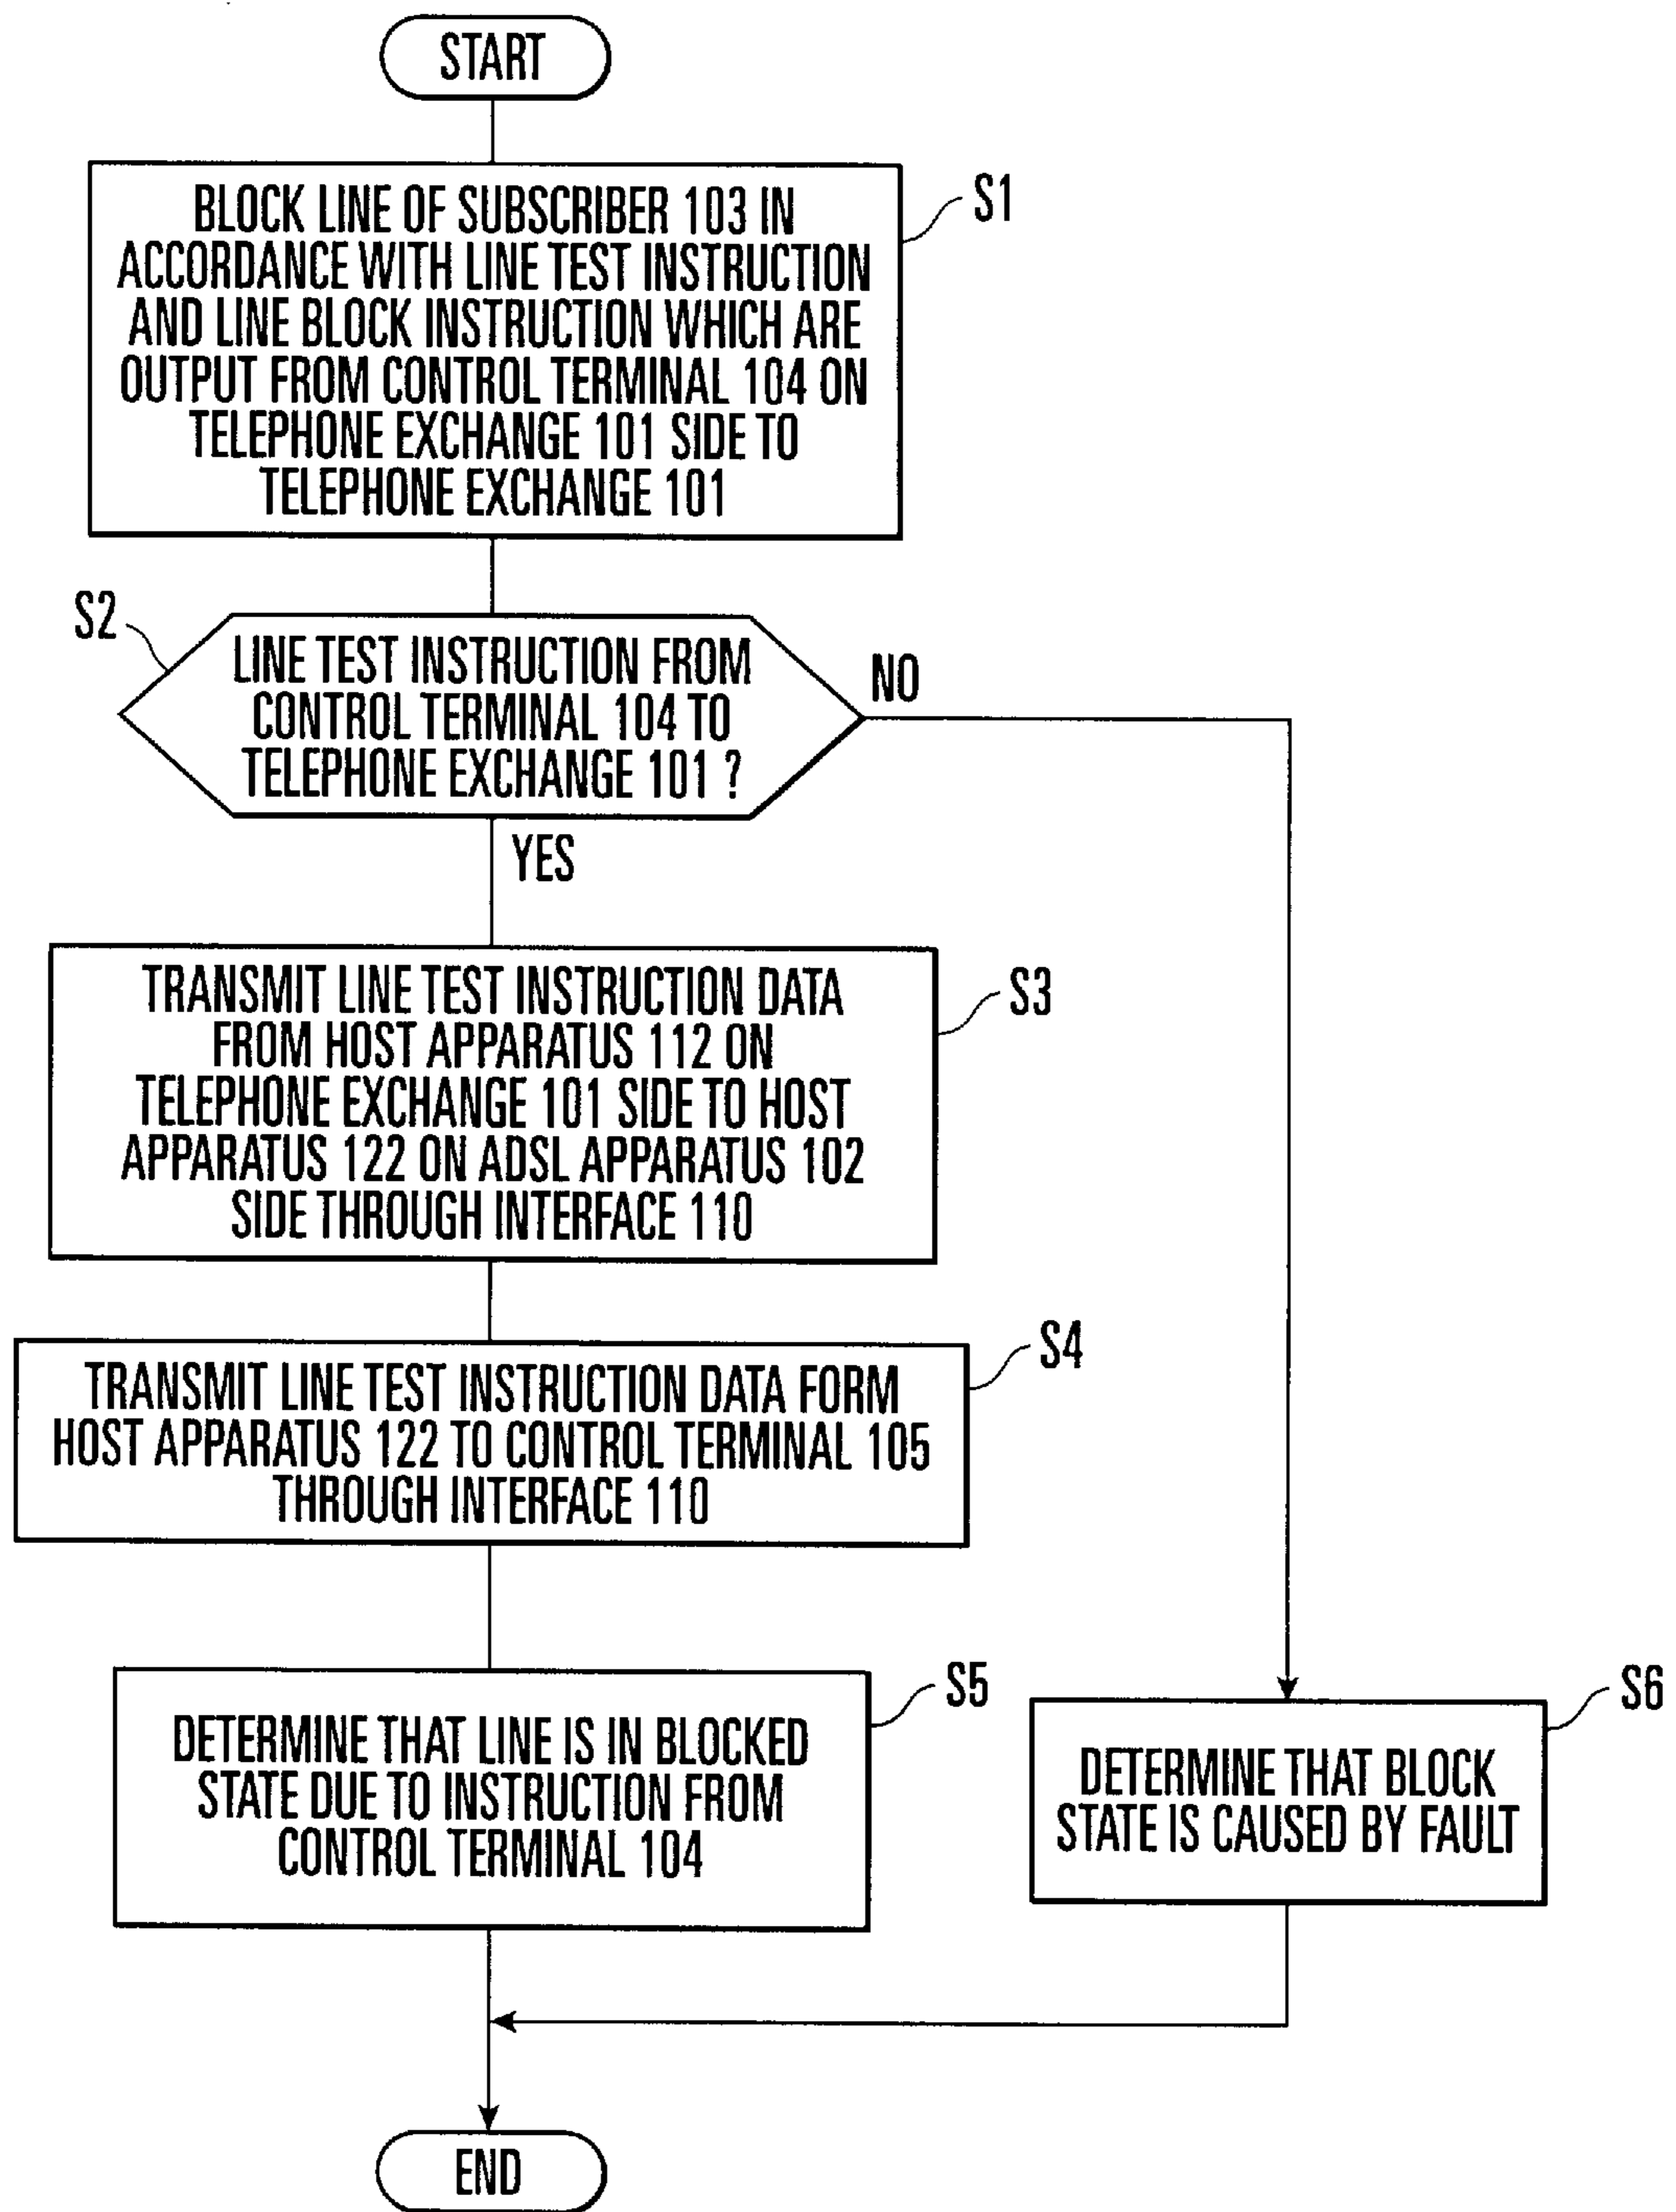 START
BLOCK LINE OF SUBSCRIBER 103 IN
ACCORDANCE WITH LINE TEST INSTRUCTION
AND LINE BLOCK INSTRUCTION WHICH ARE
OUTPUT FROM CONTROL TERMINAL 104 ON
TELEPHONE EXCHANGE 101 SIDE TO
TELEPHONE EXCHANGE 101
S1
S2
LINE TEST INSTRUCTION FROM
CONTROL TERMINAL 104 TO
TELEPHONE EXCHANGE 101 ?
NO
YES
TRANSMIT LINE TEST INSTRUCTION DATA
FROM HOST APPARATUS 112 ON
TELEPHONE EXCHANGE 101 SIDE TO HOST
APPARATUS 122 ON ADSL APPARATUS 102
SIDE THROUGH INTERFACE 110
S3
TRANSMIT LINE TEST INSTRUCTION DATA FORM
HOST APPARATUS 122 TO CONTROL TERMINAL 105
THROUGH INTERFACE 110
S4
DETERMINE THAT LINE IS IN BLOCKED
STATE DUE TO INSTRUCTION FROM
CONTROL TERMINAL 104
S5
DETERMINE THAT BLOCK
STATE IS CAUSED BY FAULT
S6
END